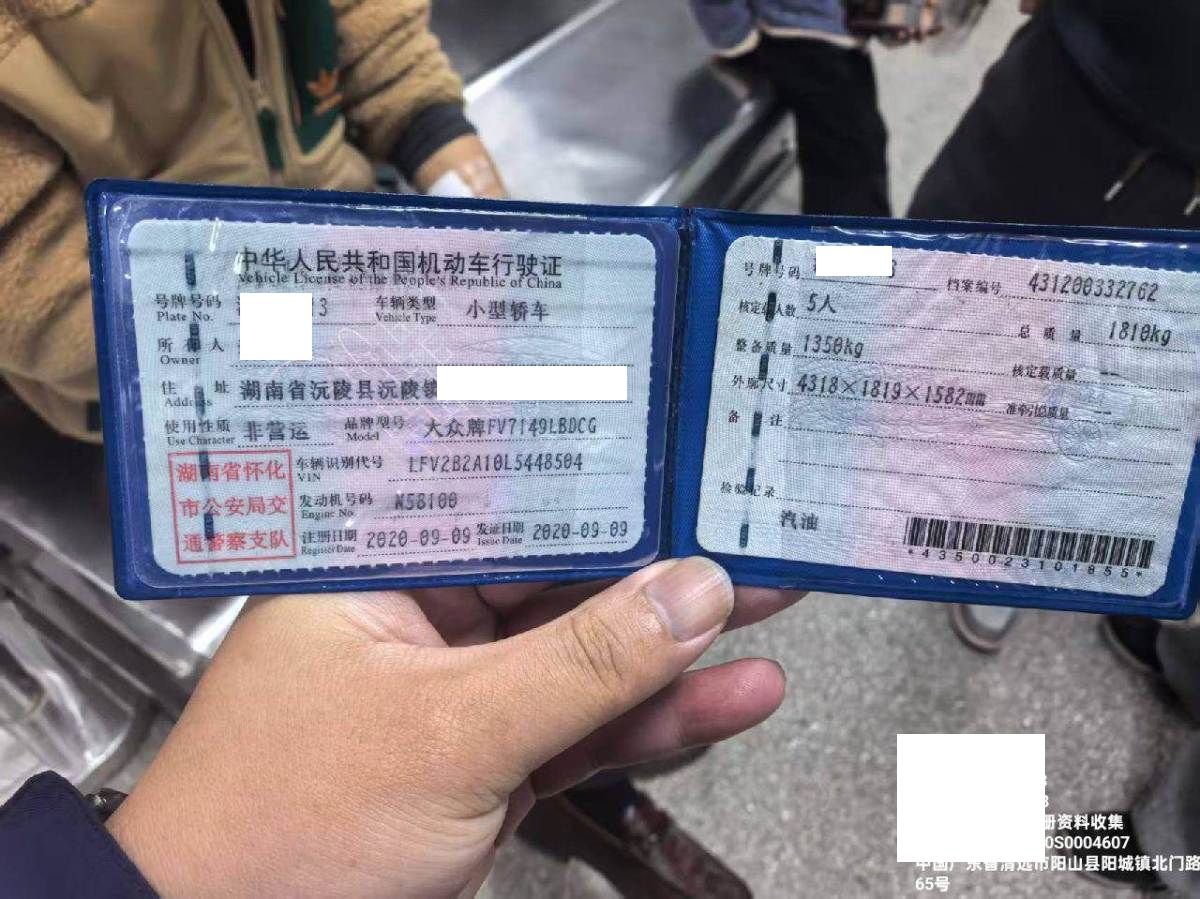 中华人民共和国机动车行驶证
Vehicle License of the People's Republic of China
号牌号码 3 车辆类型 小型轿车
Plate No. Vehicle Type
所有人
Owner
住址 湖南省沅陵县沅陵镇
Address
使用性质 非营运 品牌型号 大众牌FV7149LBDCG
Use Character Model
湖南省怀化
市公安局交
通警察支队
车辆识别代号 LFV2B2A10L5448504
VIN
发动机号码 W58100
Engine No.
注册日期 2020-09-09 发证日期 2020-09-09
Register Date Issue Date
号牌号码 档案编号 431200332762
核定载人数 5人 总质量 1810kg
整备质量 1350kg 核定载质量 —
外廓尺寸 4318×1819×1582mm 准牵引总质量 —
备注
检验记录
汽油
*4350023101955*
册资料收集
0S0004607
中国广东省清远市阳山县阳城镇北门路
65号